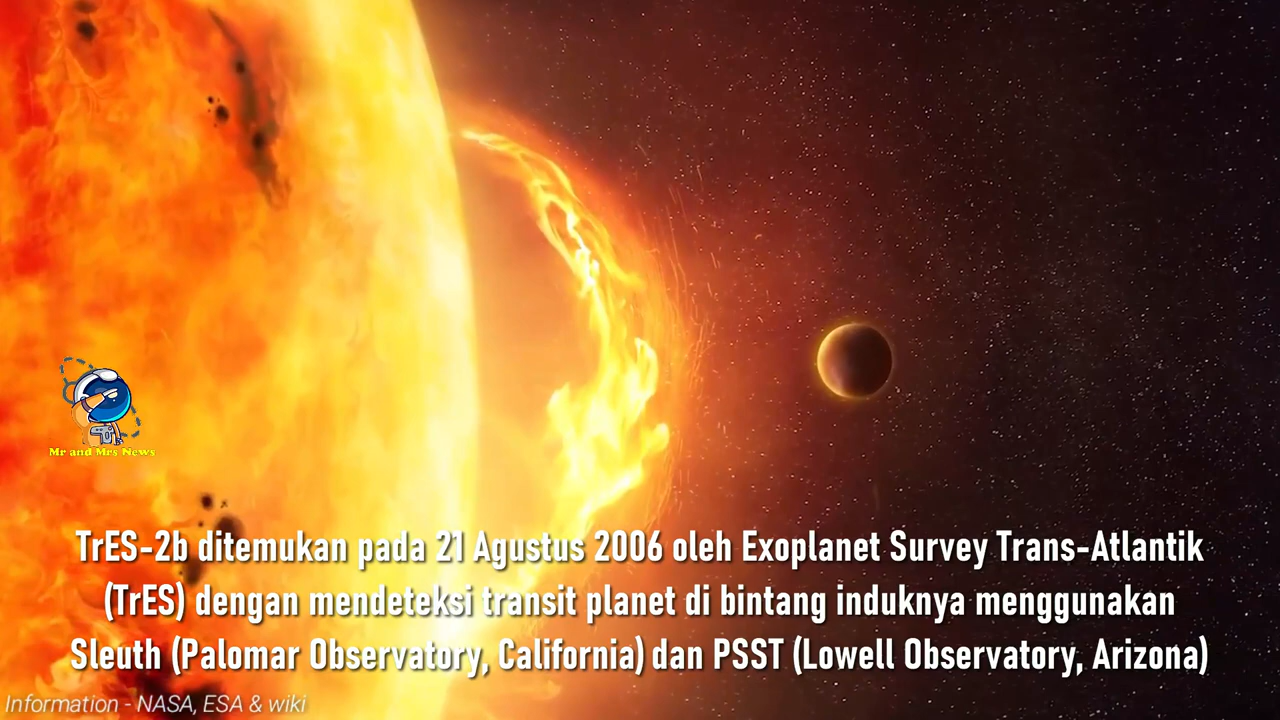 Mr and Mrs News
TrES-2b ditemukan pada 21 Agustus 2006 oleh Exoplanet Survey Trans-Atlantik
(TrES) dengan mendeteksi transit planet di bintang induknya menggunakan
Sleuth (Palomar Observatory, California) dan PSST (Lowell Observatory, Arizona)
Information - NASA, ESA & wiki